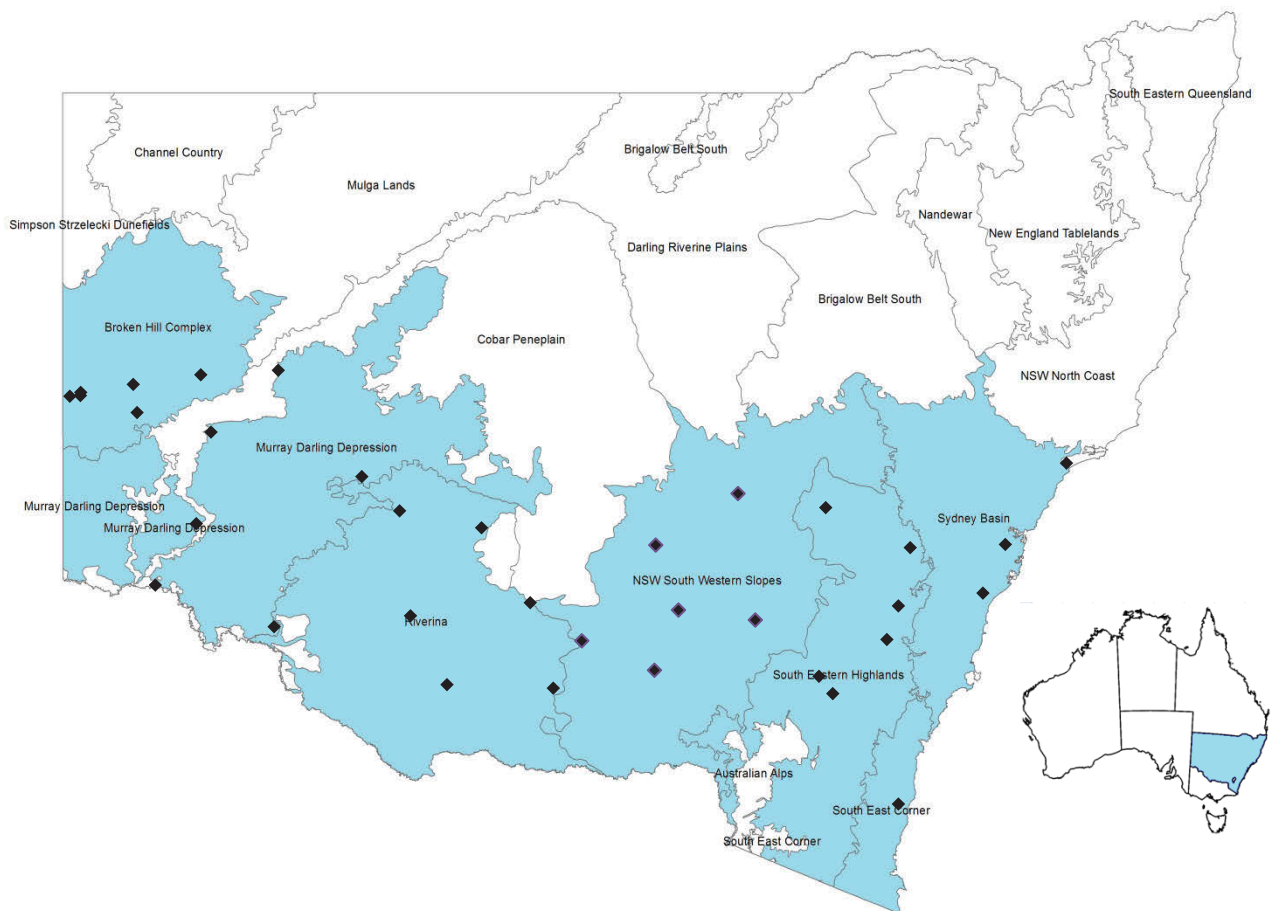 South Eastern Queensland
Channel Country
Brigalow Belt South
Mulga Lands
Simpson Strzelecki Dunefields
Nandewar
New England Tablelands
Darling Riverine Plains
Brigalow Belt South
Broken Hill Complex
Cobar Peneplain
NSW North Coast
Murray Darling Depression
Murray Darling Depression
Sydney Basin
Murray Darling Depression
NSW South Western Slopes
Riverina
South Eastern Highlands
Australian Alps
South East Corner
South East Corner